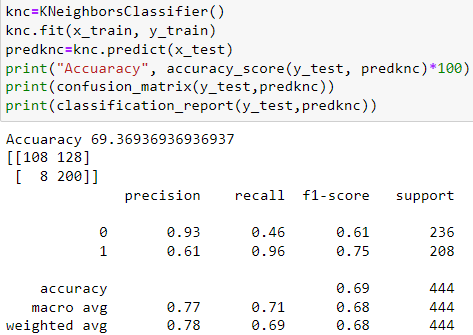 knc=KNeighborsClassifier()
knc.fit(x_train, y_train)
predknc=knc.predict(x_test)
print("Accuaracy", accuracy_score(y_test, predknc)*100)
print(confusion_matrix(y_test,predknc))
print(classification_report(y_test,predknc))
Accuaracy 69.36936936936937
[[108 128]
[  8 200]]
precision    recall  f1-score   support
0       0.93      0.46      0.61       236
1       0.61      0.96      0.75       208
accuracy                           0.69       444
macro avg       0.77      0.71      0.68       444
weighted avg       0.78      0.69      0.68       444